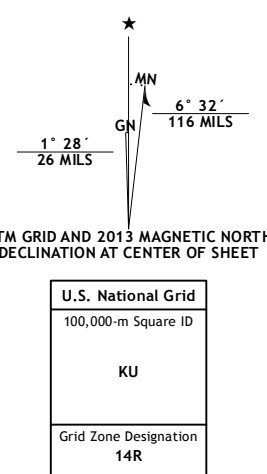 ★
MN
GN
6° 32´
116 MILS
1° 28´
26 MILS
TM GRID AND 2013 MAGNETIC NORTH
DECLINATION AT CENTER OF SHEET
U.S. National Grid
100,000-m Square ID
KU
Grid Zone Designation
14R